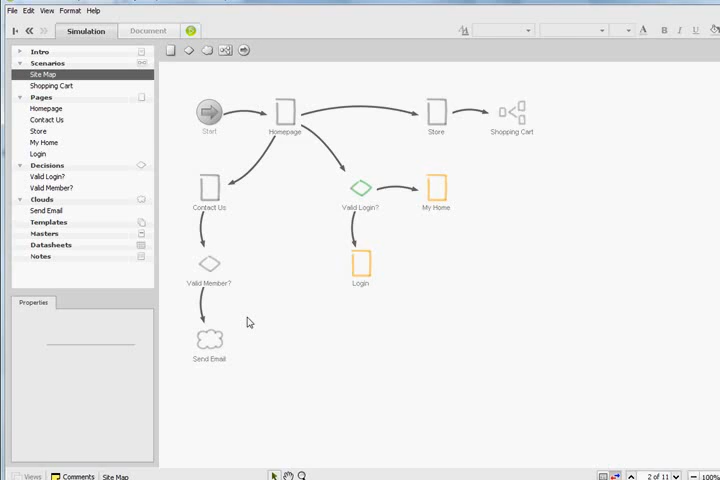 File Edit View Format Help
Simulation Document
A B I U
Intro
Scenarios
Site Map
Shopping Cart
Pages
Homepage
Contact Us
Store
My Home
Login
Decisions
Valid Login?
Valid Member?
Clouds
Send Email
Templates
Masters
Datasheets
Notes
Properties
Start Homepage Store Shopping Cart
Contact Us Valid Login? My Home
Valid Member? Login
Send Email
Views Comments Site Map 2 of 11 100%